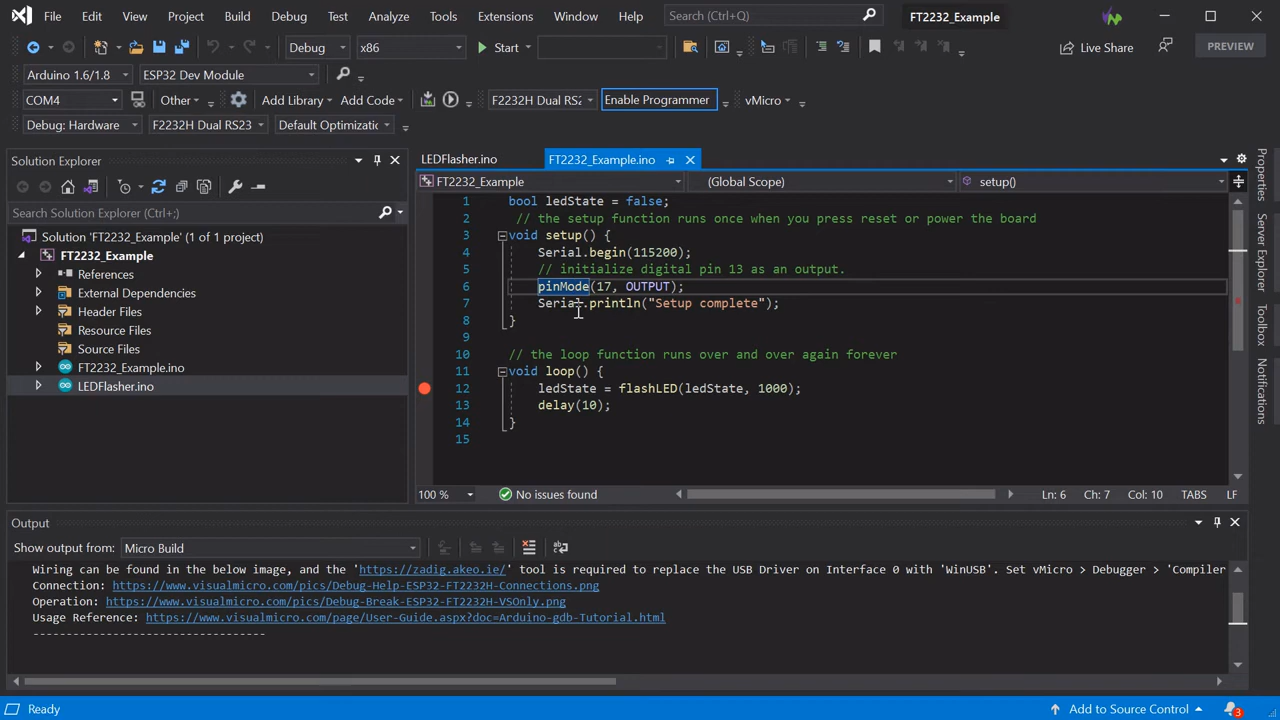 File Edit View Project Build Debug Test Analyze Tools Extensions Window Help Search (Ctrl+Q) FT2232_Example
Debug x86 Start Live Share PREVIEW
Arduino 1.6/1.8 ESP32 Dev Module
COM4 Other Add Library Add Code F2232H Dual RS2 Enable Programmer vMicro
Debug: Hardware F2232H Dual RS23 Default Optimizatic
Solution Explorer
Search Solution Explorer (Ctrl+;)
Solution 'FT2232_Example' (1 of 1 project)
FT2232_Example
References
External Dependencies
Header Files
Resource Files
Source Files
FT2232_Example.ino
LEDFlasher.ino
LEDFlasher.ino FT2232_Example.ino
FT2232_Example (Global Scope) setup()
1 bool ledState = false;
2 // the setup function runs once when you press reset or power the board
3 void setup() {
4 Serial.begin(115200);
5 // initialize digital pin 13 as an output.
6 pinMode(17, OUTPUT);
7 Serial.println("Setup complete");
8 }
9
10 // the loop function runs over and over again forever
11 void loop() {
12 ledState = flashLED(ledState, 1000);
13 delay(10);
14 }
15
100 % No issues found Ln: 6 Ch: 7 Col: 10 TABS LF
Properties
Server Explorer
Toolbox
Notifications
Output
Show output from: Micro Build
Wiring can be found in the below image, and the 'https://zadig.akeo.ie/' tool is required to replace the USB Driver on Interface 0 with 'WinUSB'. Set vMicro > Debugger > 'Compiler
Connection: https://www.visualmicro.com/pics/Debug-Help-ESP32-FT2232H-Connections.png
Operation: https://www.visualmicro.com/pics/Debug-Break-ESP32-FT2232H-VSOnly.png
Usage Reference: https://www.visualmicro.com/page/User-Guide.aspx?doc=Arduino-gdb-Tutorial.html
---------------------------------
Ready Add to Source Control 3